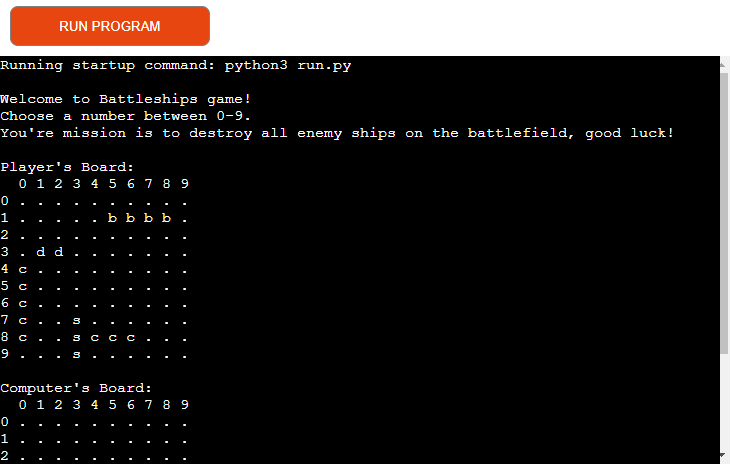 RUN PROGRAM
Running startup command: python3 run.py
Welcome to Battleships game!
Choose a number between 0-9.
You're mission is to destroy all enemy ships on the battlefield, good luck!
Player's Board:
  0 1 2 3 4 5 6 7 8 9
0 . . . . . . . . . .
1 . . . . . b b b b .
2 . . . . . . . . . .
3 . d d . . . . . . .
4 c . . . . . . . . .
5 c . . . . . . . . .
6 c . . . . . . . . .
7 c . . s . . . . . .
8 c . . s c c c . . .
9 . . . s . . . . . .
Computer's Board:
  0 1 2 3 4 5 6 7 8 9
0 . . . . . . . . . .
1 . . . . . . . . . .
2 . . . . . . . . . .